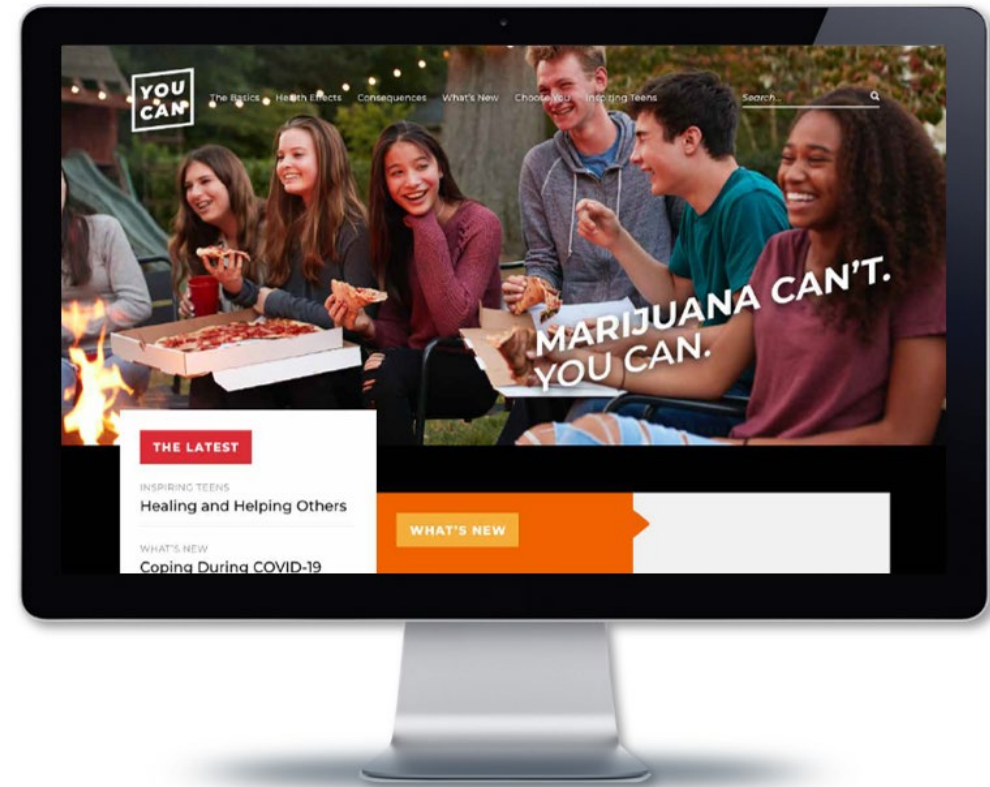 YOU
CAN
The Basics Health Effects Consequences What's New Choose You Inspiring Teens Search...
MARIJUANA CAN'T.
YOU CAN.
THE LATEST
INSPIRING TEENS
Healing and Helping Others
WHAT'S NEW
Coping During COVID-19
WHAT'S NEW